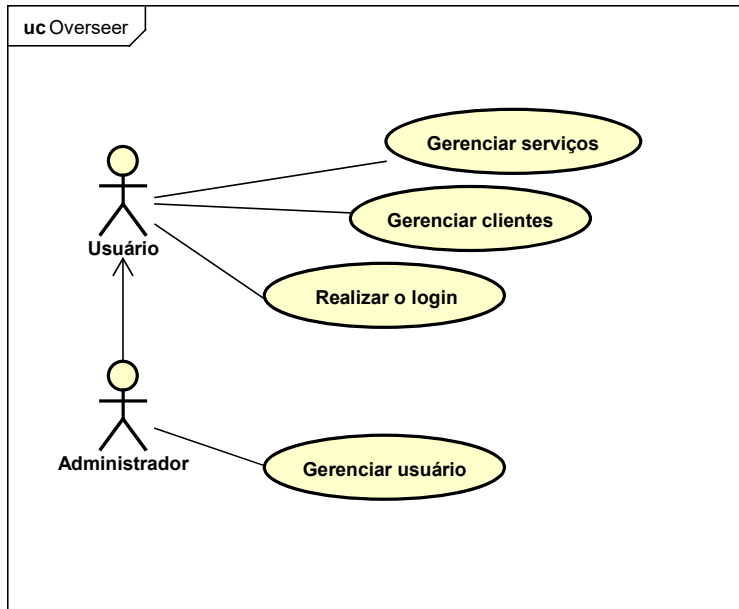 uc Overseer
Gerenciar serviços
Gerenciar clientes
Usuário
Realizar o login
Administrador
Gerenciar usuário